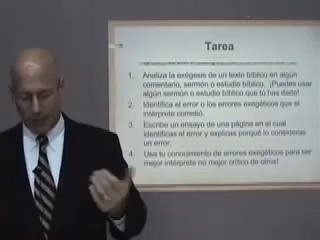 Tarea
1. Analiza la exégesis de un texto bíblico en algún
comentario, sermón o estudio bíblico. ¡Puedes usar
algún sermón o estudio bíblico que tú has dado!
2. Identifica el error o los errores exegéticos que el
intérprete cometió.
3. Escribe un ensayo de una página en el cual
identificas el error y explicas porqué lo consideras
un error.
4. Usa tu conocimiento de errores exegéticos para ser
mejor intérprete no mejor crítico de otros!